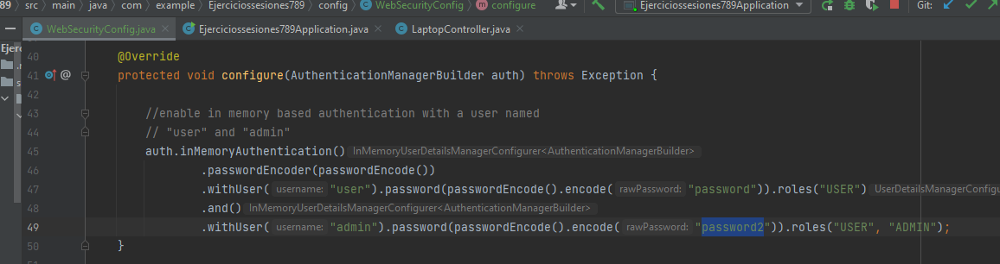 89 › src › main › java › com › example › Ejerciciossesiones789 › config › WebSecurityConfig › m configure Ejerciciossesiones789Application Git:
WebSecurityConfig.java × Ejerciciossesiones789Application.java × LaptopController.java ×
Ejer
40 @Override
41 @ protected void configure(AuthenticationManagerBuilder auth) throws Exception {
42
43 //enable in memory based authentication with a user named
44 // "user" and "admin"
45 auth.inMemoryAuthentication() InMemoryUserDetailsManagerConfigurer<AuthenticationManagerBuilder>
46 .passwordEncoder(passwordEncode())
47 .withUser( username: "user").password(passwordEncode().encode( rawPassword: "password")).roles("USER") UserDetailsManagerConfigu
48 .and() InMemoryUserDetailsManagerConfigurer<AuthenticationManagerBuilder>
49 .withUser( username: "admin").password(passwordEncode().encode( rawPassword: "password2")).roles("USER", "ADMIN");
50 }